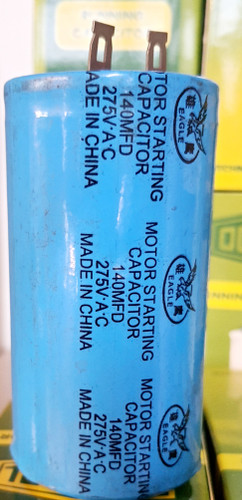 MOTOR STARTING
CAPACITOR
140MFD
275V·A·C
MADE IN CHINA
EAGLE
MOTOR STARTING
CAPACITOR
140MFD
275V·A·C
MADE IN CHINA
EAGLE
MOTOR STARTING
CAPACITOR
140MFD
275V·A·C
MADE IN CHINA
EAGLE